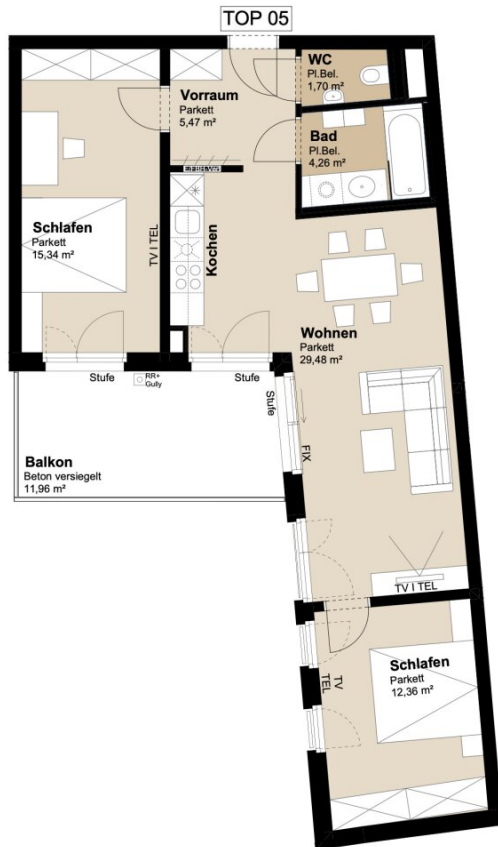 TOP 05
WC
Pl.Bel.
1,70 m²
Vorraum
Parkett
5,47 m²
Bad
Pl.Bel.
4,26 m²
Schlafen
Parkett
15,34 m²
TV I TEL
Kochen
Wohnen
Parkett
29,48 m²
Stufe
RR+
Gully
Stufe
Stufe
FIX
Balkon
Beton versiegelt
11,96 m²
TV I TEL
Schlafen
Parkett
12,36 m²
TV
TEL